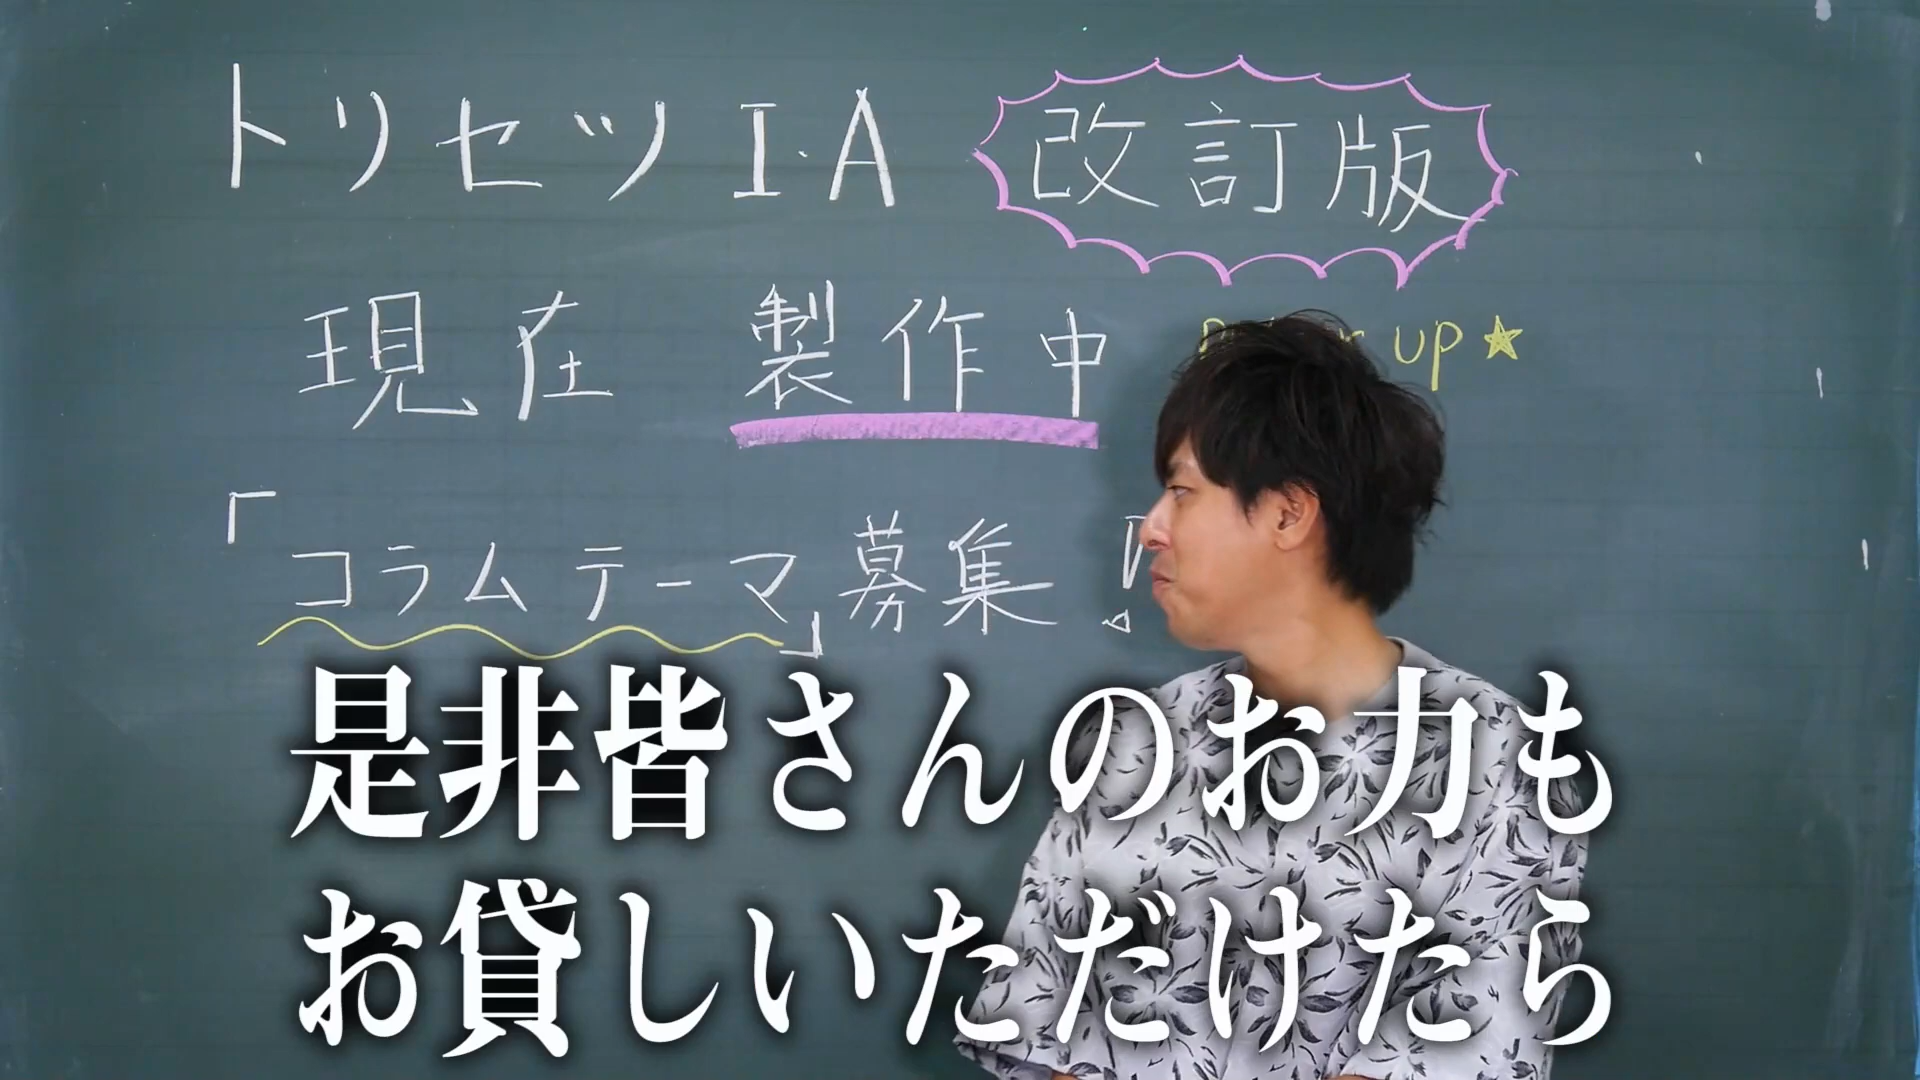 トリセツ I・A 改訂版
現在 製作中 up★
「コラムテーマ」募集!!
是非皆さんのお力も
お貸しいただけたら